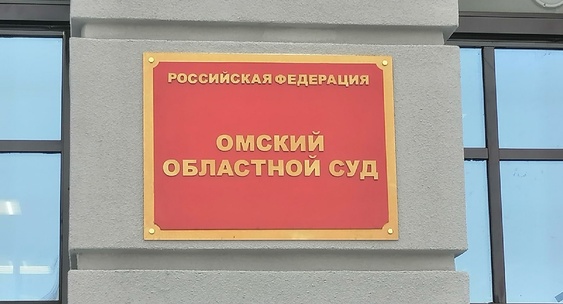 РОССИЙСКАЯ ФЕДЕРАЦИЯ
ОМСКИЙ
ОБЛАСТНОЙ СУД